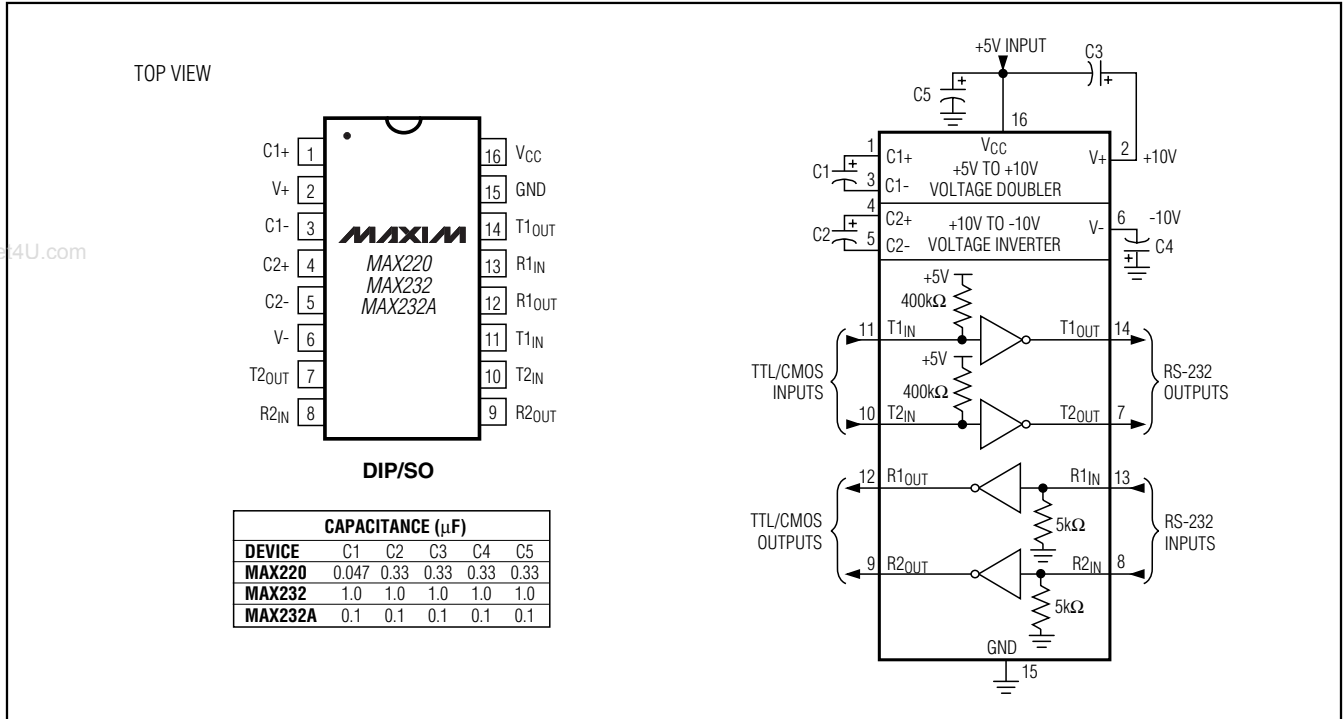 TOP VIEW
C1+ 1
V+ 2
C1- 3
C2+ 4
C2- 5
V- 6
T2OUT 7
R2IN 8
16 VCC
15 GND
14 T1OUT
13 R1IN
12 R1OUT
11 T1IN
10 T2IN
9 R2OUT
MAXIM
MAX220
MAX232
MAX232A
DIP/SO
et4U.com
CAPACITANCE (μF)
DEVICE C1 C2 C3 C4 C5
MAX220 0.047 0.33 0.33 0.33 0.33
MAX232 1.0 1.0 1.0 1.0 1.0
MAX232A 0.1 0.1 0.1 0.1 0.1
+5V INPUT
C3
+
C5
+
16
VCC
1
C1+
C1
+
3
C1-
+5V TO +10V
VOLTAGE DOUBLER
V+
2
+10V
4
C2+
C2
+
5
C2-
+10V TO -10V
VOLTAGE INVERTER
V-
6
-10V
C4
+
+5V
400kΩ
11 T1IN
T1OUT 14
+5V
400kΩ
TTL/CMOS
INPUTS
RS-232
OUTPUTS
10 T2IN
T2OUT 7
12 R1OUT
R1IN 13
5kΩ
TTL/CMOS
OUTPUTS
RS-232
INPUTS
9 R2OUT
R2IN 8
5kΩ
GND
15